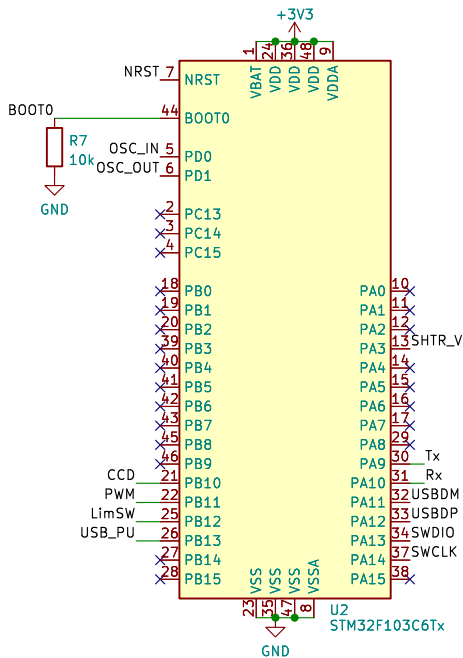 +3V3
1 24 36 48 9
VBAT VDD VDD VDD VDDA
NRST 7 NRST
BOOT0 44 BOOT0
R7
10k
GND
OSC_IN 5 PD0
OSC_OUT 6 PD1
2 PC13
3 PC14
4 PC15
18 PB0 PA0 10
19 PB1 PA1 11
20 PB2 PA2 12
39 PB3 PA3 13 SHTR_V
40 PB4 PA4 14
41 PB5 PA5 15
42 PB6 PA6 16
43 PB7 PA7 17
45 PB8 PA8 29
46 PB9 PA9 30 Tx
CCD 21 PB10 PA10 31 Rx
PWM 22 PB11 PA11 32 USBDM
LimSW 25 PB12 PA12 33 USBDP
USB_PU 26 PB13 PA13 34 SWDIO
27 PB14 PA14 37 SWCLK
28 PB15 PA15 38
VSS VSS VSS VSSA
23 35 47 8
U2
STM32F103C6Tx
GND